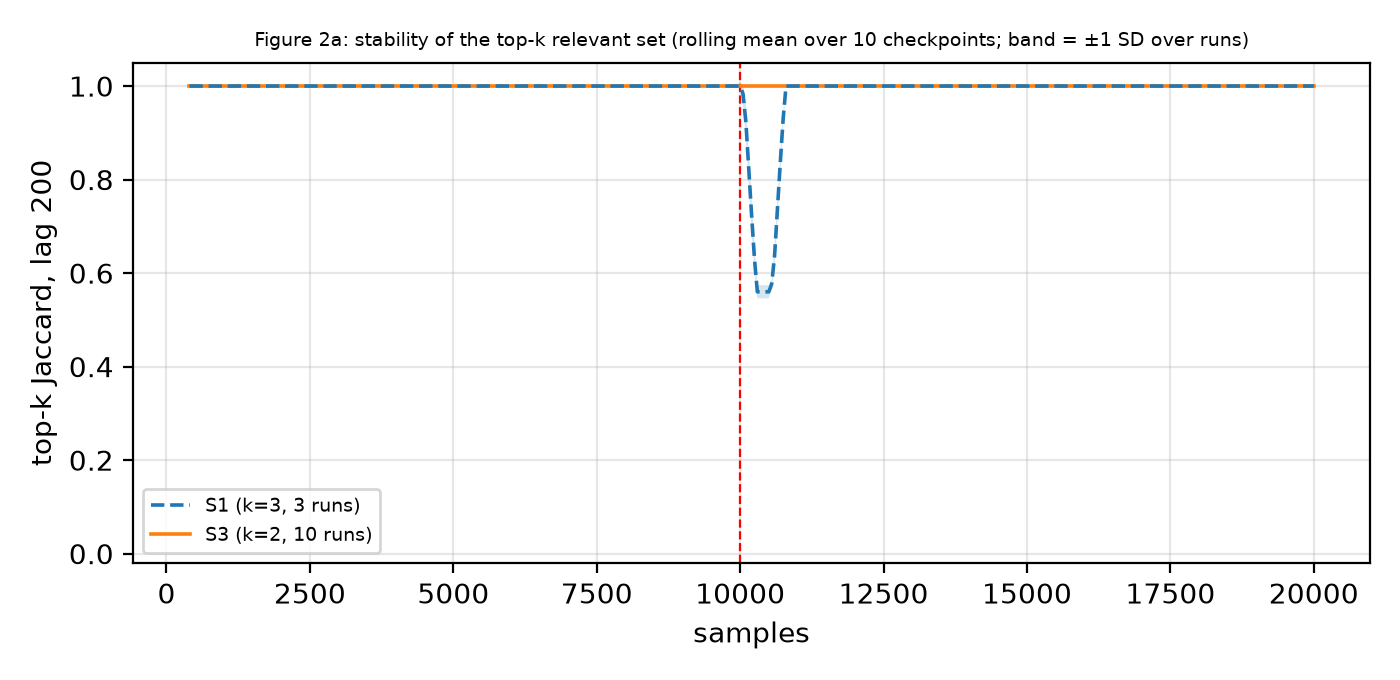 Figure 2a: stability of the top-k relevant set (rolling mean over 10 checkpoints; band = ±1 SD over runs)
top-k Jaccard, lag 200
1.0
0.8
0.6
0.4
0.2
0.0
S1 (k=3, 3 runs)
S3 (k=2, 10 runs)
0 2500 5000 7500 10000 12500 15000 17500 20000
samples